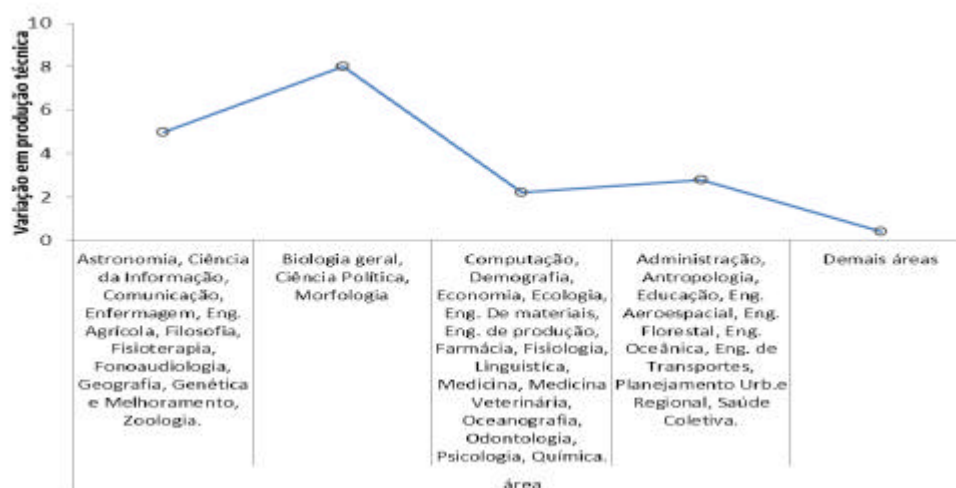 Variação em produção técnica
10
8
6
4
2
0
Astronomia, Ciência
da Informação,
Comunicação,
Enfermagem, Eng.
Agrícola, Filosofia,
Fisioterapia,
Fonoaudiologia,
Geografia, Genética
e Melhoramento,
Zoologia.
Biologia geral,
Ciência Política,
Morfologia
Computação,
Demografia,
Economia, Ecologia,
Eng. De materiais,
Eng. de produção,
Farmácia, Fisiologia,
Linguistica,
Medicina, Medicina
Veterinária,
Oceanografia,
Odontologia,
Psicologia, Química.
Administração,
Antropologia,
Educação, Eng.
Aeroespacial, Eng.
Florestal, Eng.
Oceânica, Eng. de
Transportes,
Planejamento Urb.e
Regional, Saúde
Coletiva.
Demais áreas
área